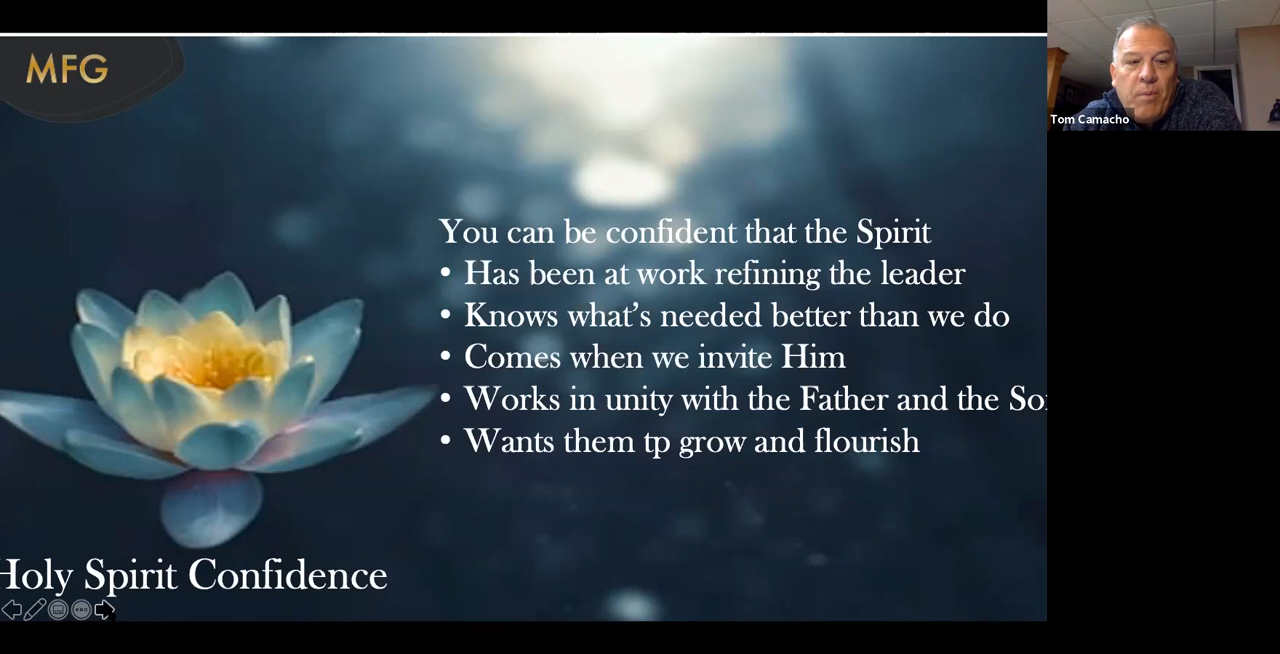 MFG
Tom Camacho
You can be confident that the Spirit
• Has been at work refining the leader
• Knows what’s needed better than we do
• Comes when we invite Him
• Works in unity with the Father and the
• Wants them tp grow and flourish
Holy Spirit Confidence